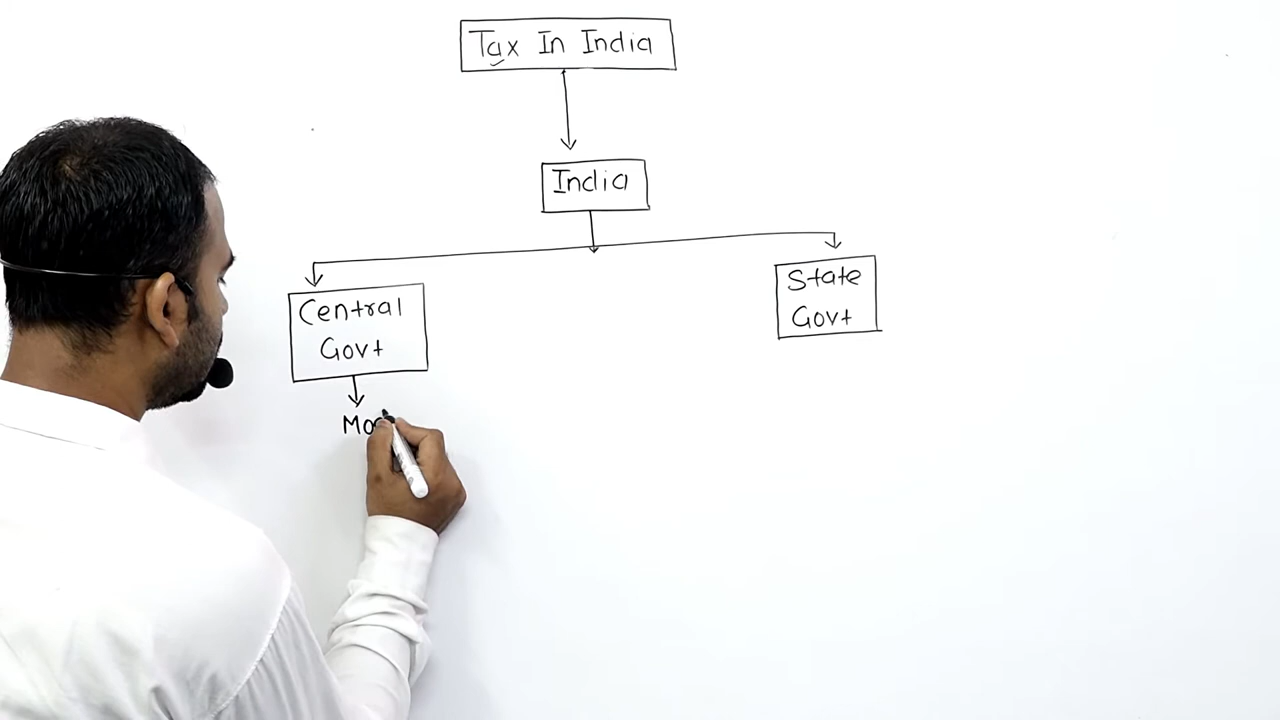 Tax In India
India
Central
Govt
State
Govt